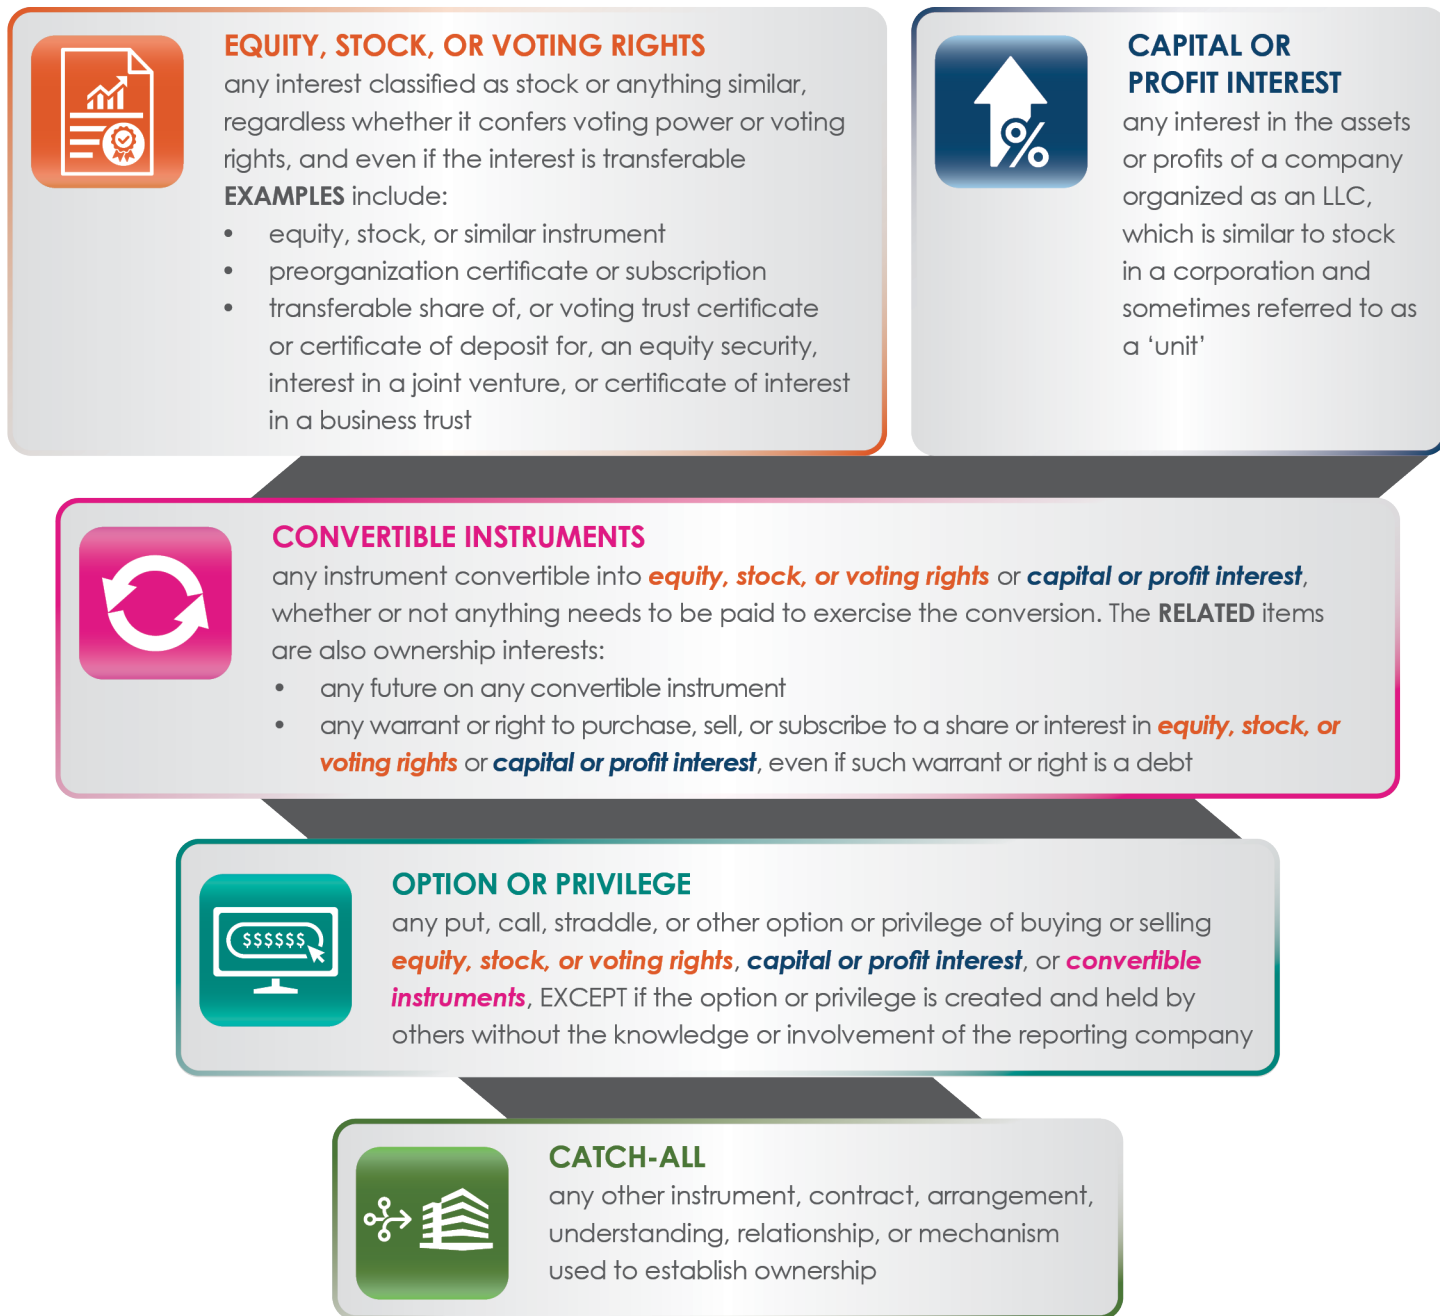 EQUITY, STOCK, OR VOTING RIGHTS
any interest classified as stock or anything similar,
regardless whether it confers voting power or voting
rights, and even if the interest is transferable
EXAMPLES include:
• equity, stock, or similar instrument
• preorganization certificate or subscription
• transferable share of, or voting trust certificate
or certificate of deposit for, an equity security,
interest in a joint venture, or certificate of interest
in a business trust
CAPITAL OR
PROFIT INTEREST
any interest in the assets
or profits of a company
organized as an LLC,
which is similar to stock
in a corporation and
sometimes referred to as
a ‘unit’
CONVERTIBLE INSTRUMENTS
any instrument convertible into equity, stock, or voting rights or capital or profit interest,
whether or not anything needs to be paid to exercise the conversion. The RELATED items
are also ownership interests:
• any future on any convertible instrument
• any warrant or right to purchase, sell, or subscribe to a share or interest in equity, stock, or
voting rights or capital or profit interest, even if such warrant or right is a debt
$$$$$$
OPTION OR PRIVILEGE
any put, call, straddle, or other option or privilege of buying or selling
equity, stock, or voting rights, capital or profit interest, or convertible
instruments, EXCEPT if the option or privilege is created and held by
others without the knowledge or involvement of the reporting company
CATCH-ALL
any other instrument, contract, arrangement,
understanding, relationship, or mechanism
used to establish ownership
%